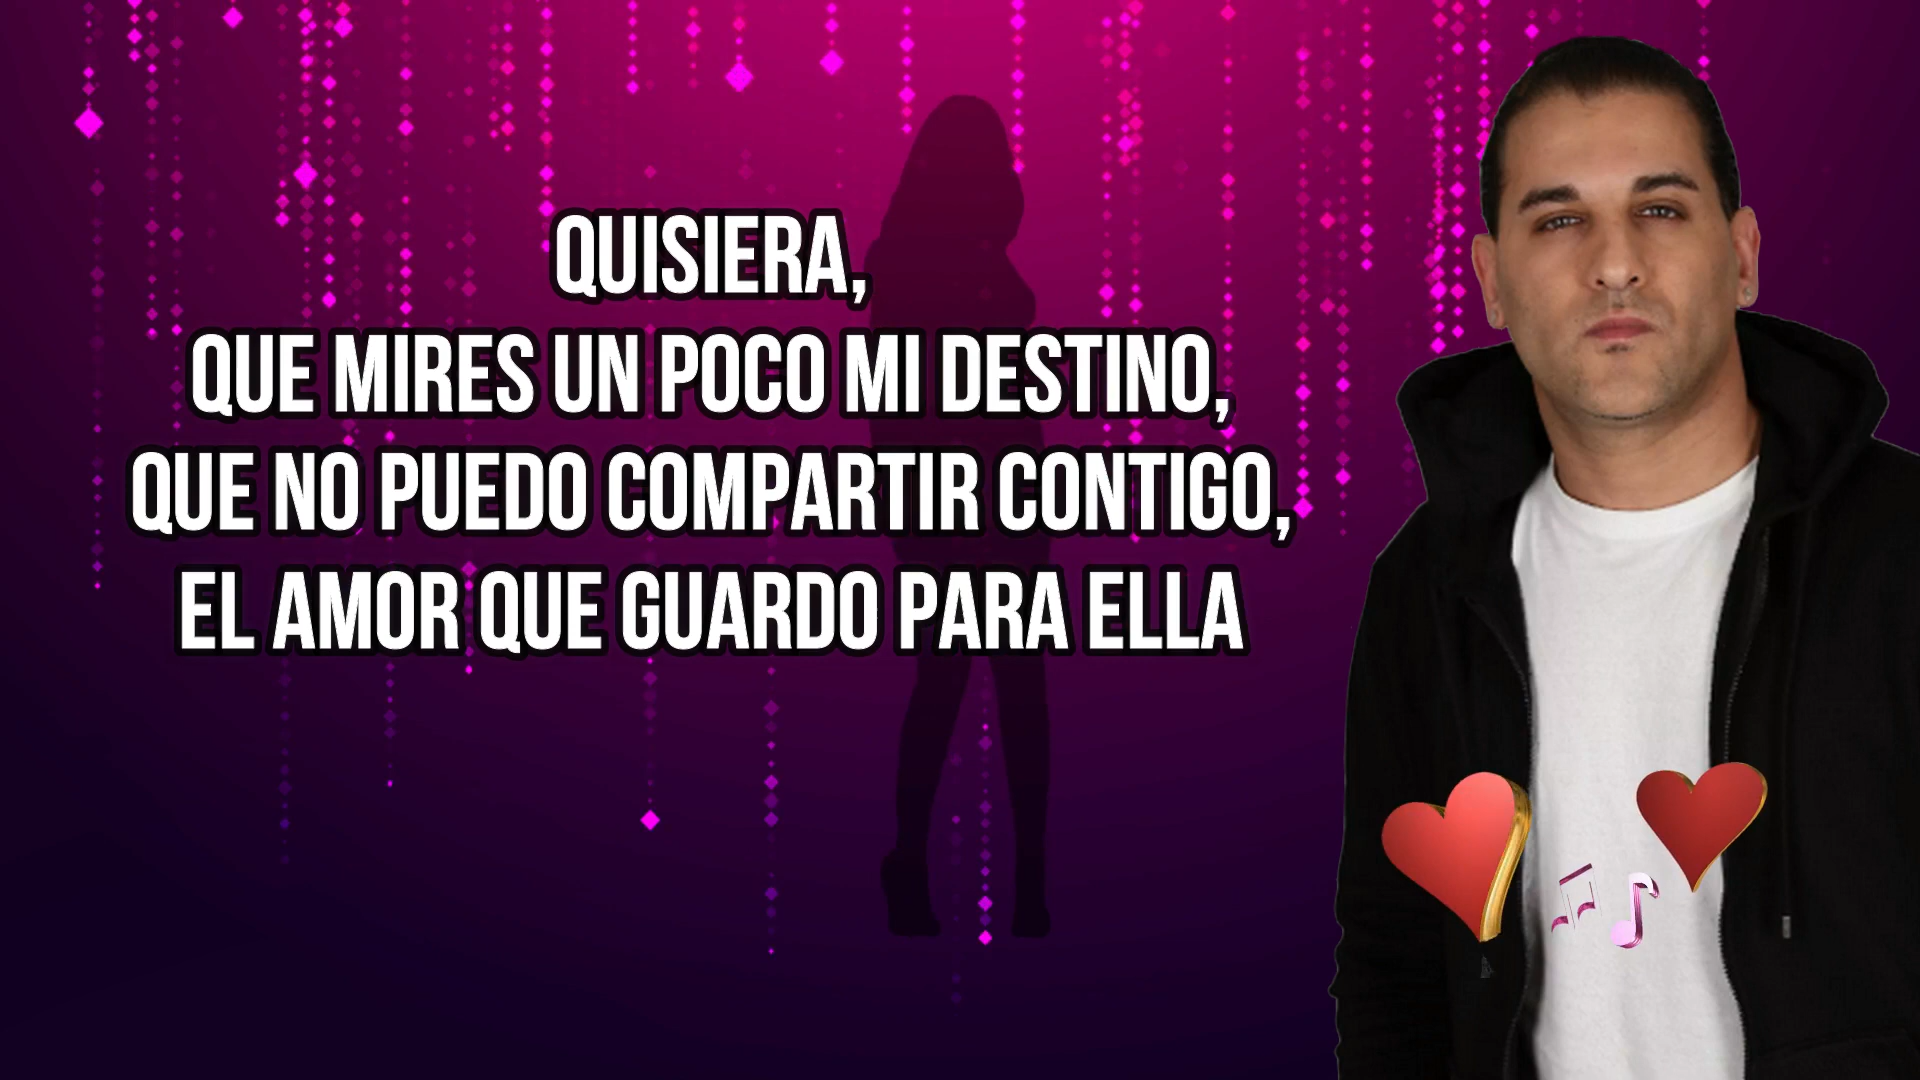 QUISIERA,
QUE MIRES UN POCO MI DESTINO,
QUE NO PUEDO COMPARTIR CONTIGO,
EL AMOR QUE GUARDO PARA ELLA